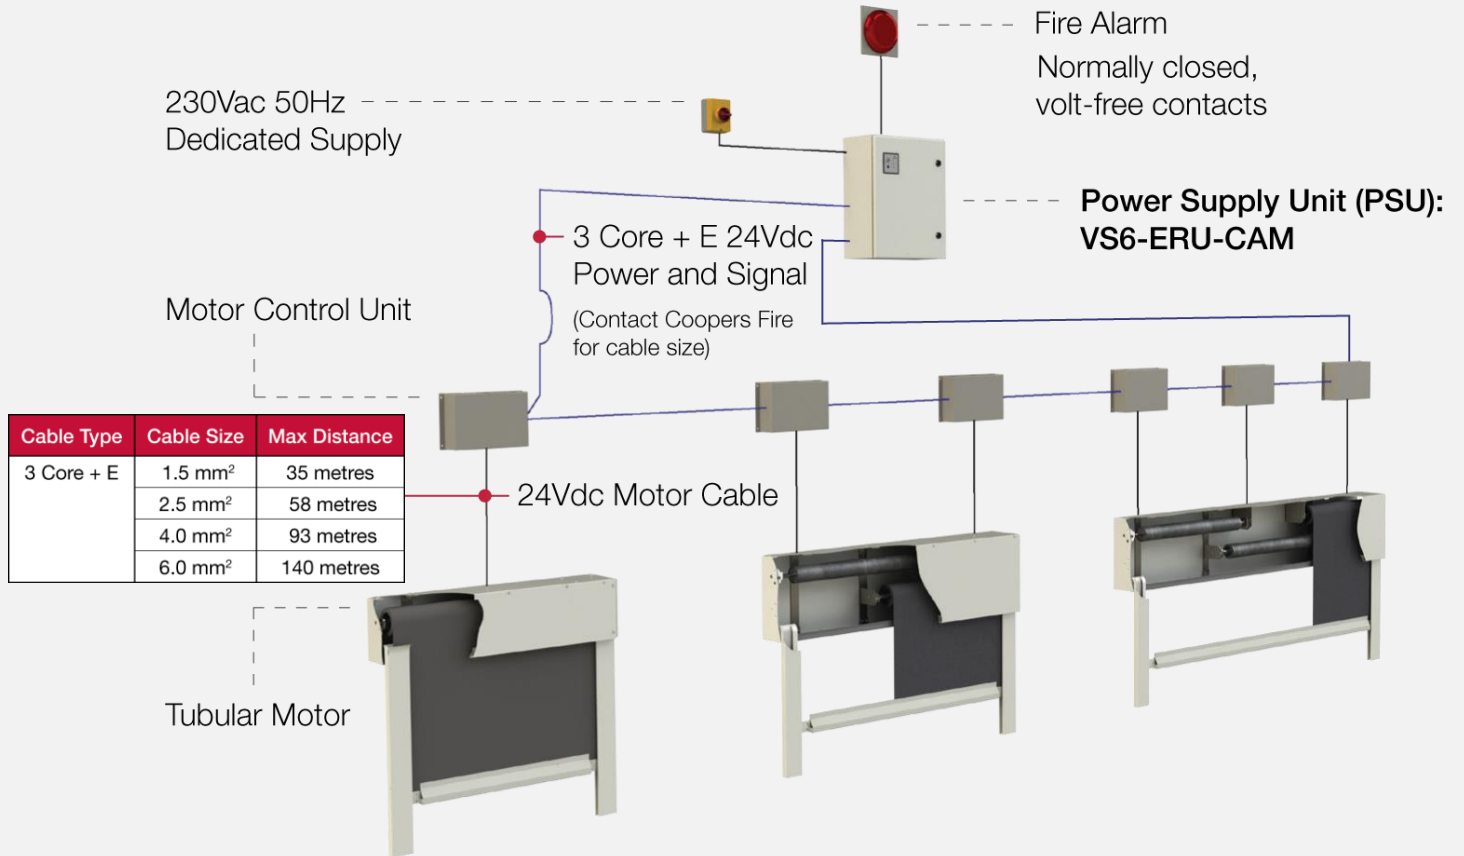 Fire Alarm
Normally closed,
volt-free contacts
230Vac 50Hz
Dedicated Supply
Power Supply Unit (PSU):
VS6-ERU-CAM
3 Core + E 24Vdc
Power and Signal
(Contact Coopers Fire
for cable size)
Motor Control Unit
Cable Type Cable Size Max Distance
3 Core + E 1.5 mm² 35 metres
2.5 mm² 58 metres
4.0 mm² 93 metres
6.0 mm² 140 metres
24Vdc Motor Cable
Tubular Motor